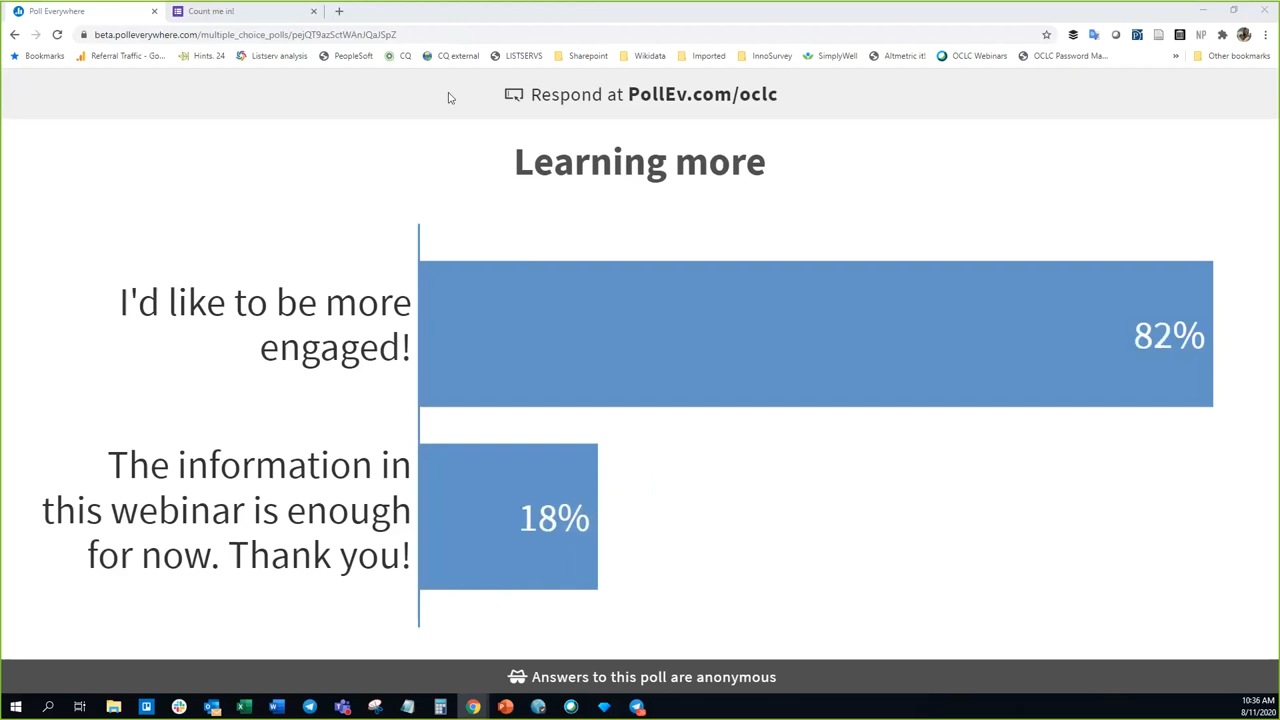 Poll Everywhere
Count me in!
beta.polleverywhere.com/multiple_choice_polls/pejQT9azSctWAnJQaJSpZ
Bookmarks Referral Traffic - Go... Hints. 24 Listserv analysis PeopleSoft CQ CQ external LISTSERVS Sharepoint Wikidata Imported InnoSurvey SimplyWell Altmetric it! OCLC Webinars OCLC Password Ma... » Other bookmarks
Respond at PollEv.com/oclc
Learning more
I'd like to be more
engaged!
82%
The information in
this webinar is enough
for now. Thank you!
18%
Answers to this poll are anonymous
10:36 AM
8/11/2020